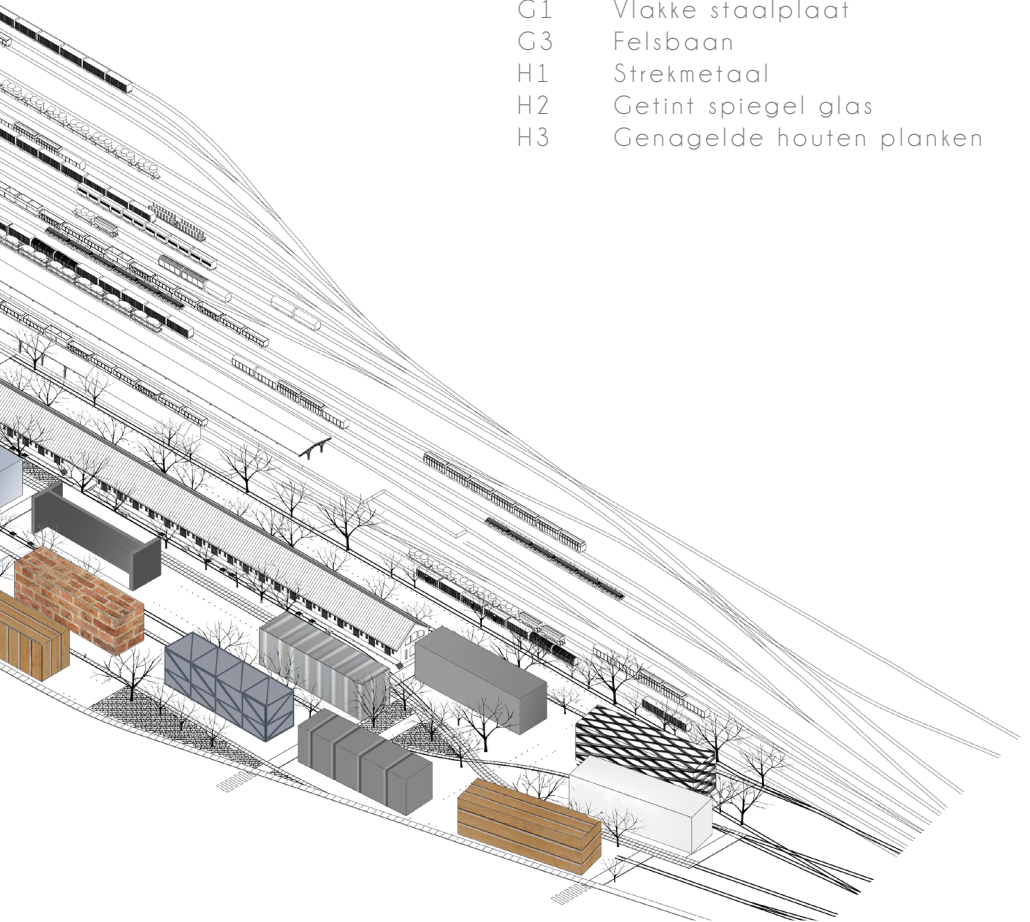 G1 Vlakke staalplaat
G3 Felsbaan
H1 Strekmetaal
H2 Getint spiegel glas
H3 Genagelde houten planken